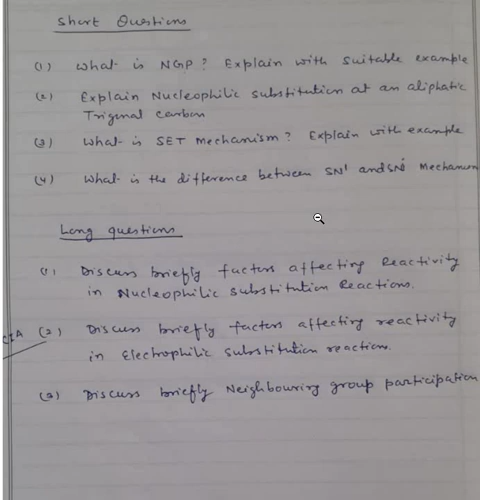 Short Questions
(1) What is NGP? Explain with suitable example
(2) Explain Nucleophilic substitution at an aliphatic
Trigonal carbon
(3) What is SET mechanism? Explain with example
(4) What is the difference between SN1 and SNi Mechanism
Long questions
(1) Discuss briefly factors affecting Reactivity
in Nucleophilic substitution Reactions.
CIA (2) Discuss briefly factors affecting reactivity
in Electrophilic substitution reactions.
(3) Discuss briefly Neighbouring group participation